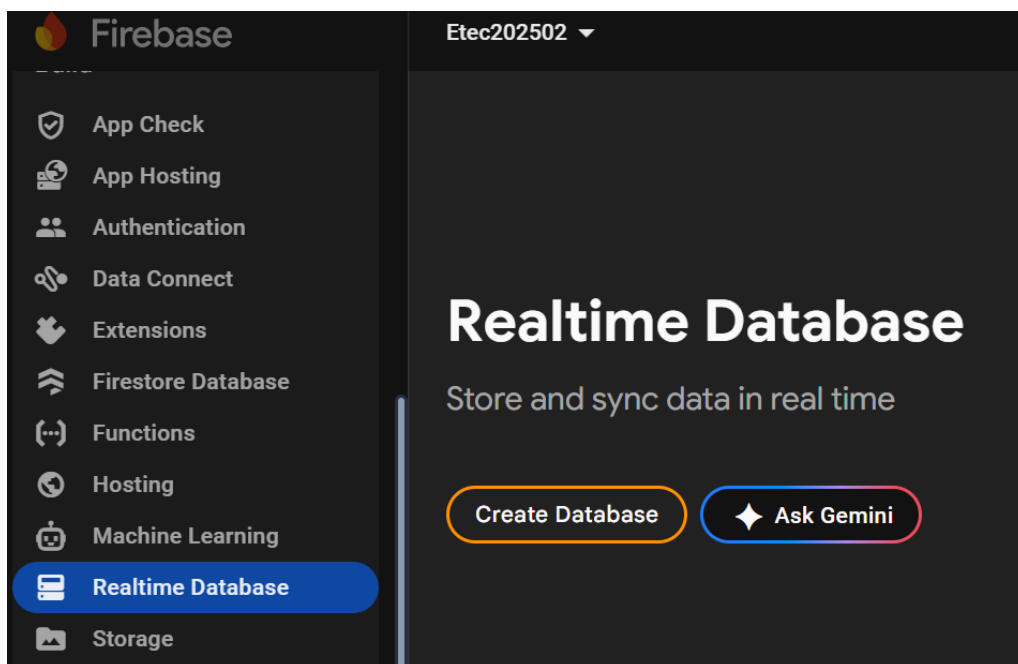 Firebase
Etec202502
App Check
App Hosting
Authentication
Data Connect
Extensions
Firestore Database
Functions
Hosting
Machine Learning
Realtime Database
Storage
Realtime Database
Store and sync data in real time
Create Database
Ask Gemini